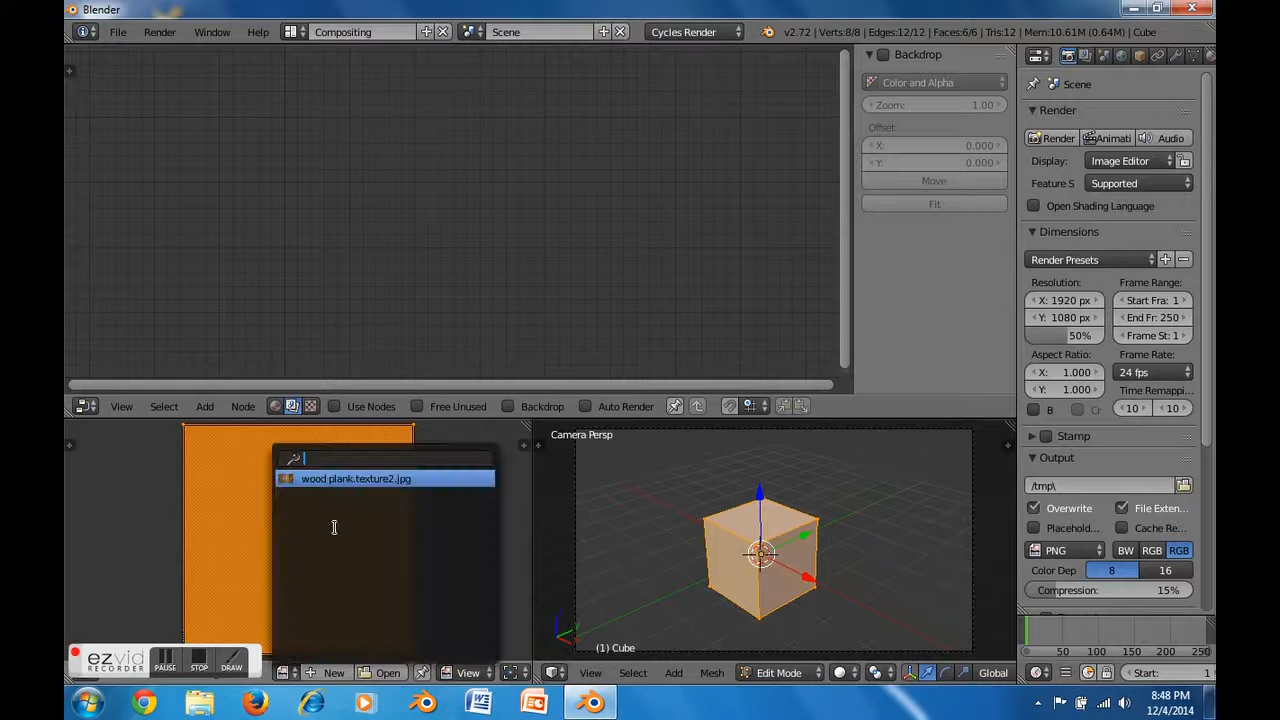 Blender
File Render Window Help Compositing Scene Cycles Render v2.72 | Verts:8/8 | Edges:12/12 | Faces:6/6 | Tris:12 | Mem:10.61M (0.64M) | Cube
Backdrop
Color and Alpha
Zoom: 1.00
Offset:
X: 0.000
Y: 0.000
Move
Fit
Scene
Render
Render Animati Audio
Display: Image Editor
Feature S Supported
Open Shading Language
Dimensions
Render Presets
Resolution: Frame Range:
X: 1920 px Start Fra: 1
Y: 1080 px End Fr: 250
50% Frame St: 1
Aspect Ratio: Frame Rate:
X: 1.000 24 fps
Y: 1.000 Time Remappi
B Cr 10 10
Stamp
Output
/tmp\
Overwrite File Exten...
Placehold.. Cache Re...
PNG BW RGB RGB
Color Dep 8 16
Compression: 15%
View Select Add Node Use Nodes Free Unused Backdrop Auto Render
wood plank.texture2.jpg
Camera Persp
(1) Cube
ezvid
RECORDER
PAUSE STOP DRAW
New Open View
View Select Add Mesh Edit Mode Global
50 100 150 200 250
Start: 1
8:48 PM
12/4/2014